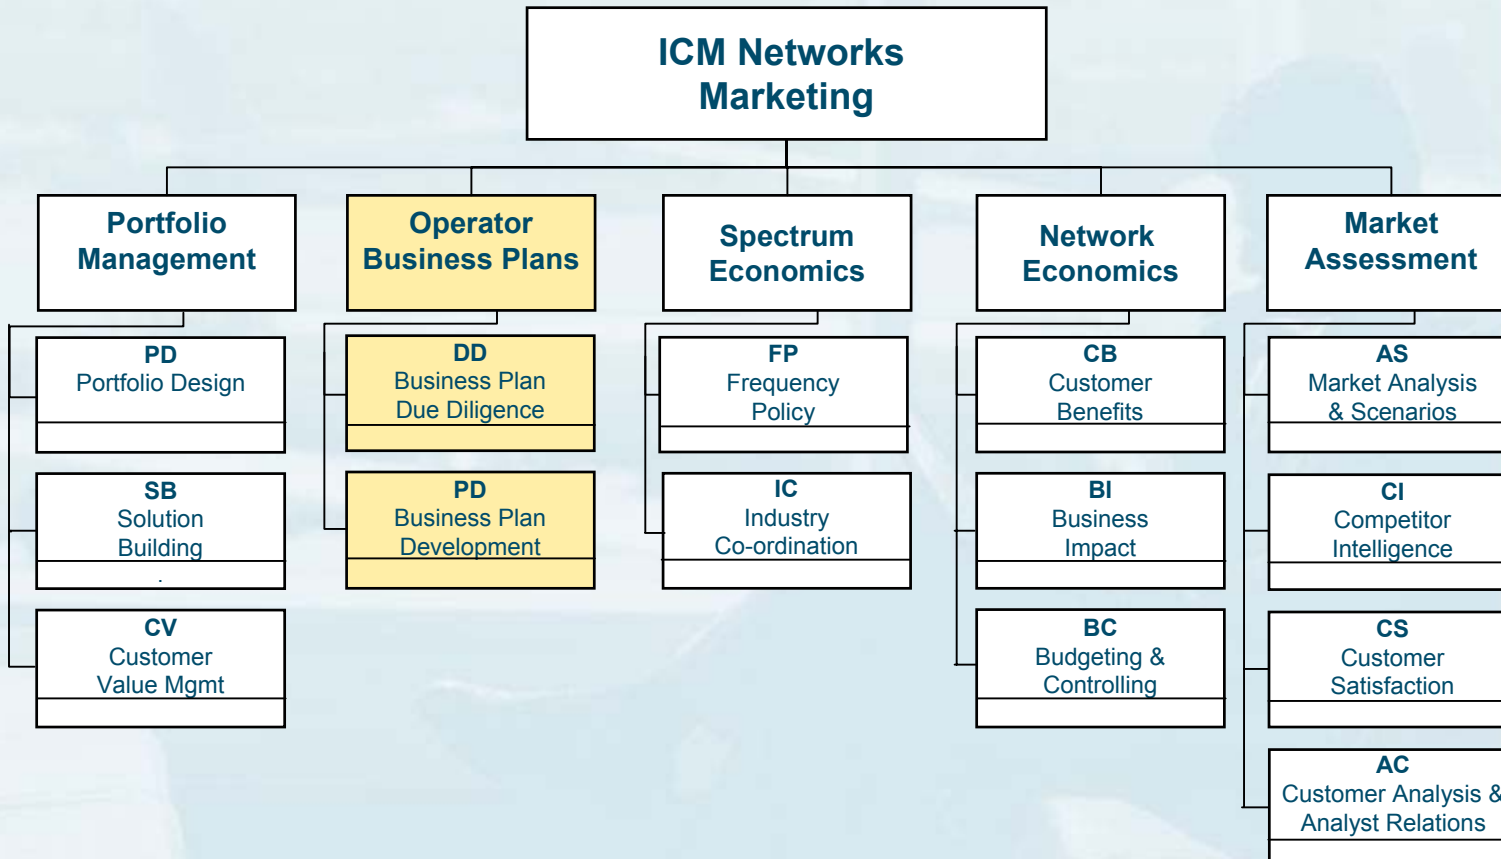 ICM Networks
Marketing
Portfolio
Management
PD
Portfolio Design
SB
Solution
Building
.
CV
Customer
Value Mgmt
Operator
Business Plans
DD
Business Plan
Due Diligence
PD
Business Plan
Development
Spectrum
Economics
FP
Frequency
Policy
IC
Industry
Co-ordination
Network
Economics
CB
Customer
Benefits
BI
Business
Impact
BC
Budgeting &
Controlling
Market
Assessment
AS
Market Analysis
& Scenarios
CI
Competitor
Intelligence
CS
Customer
Satisfaction
AC
Customer Analysis &
Analyst Relations